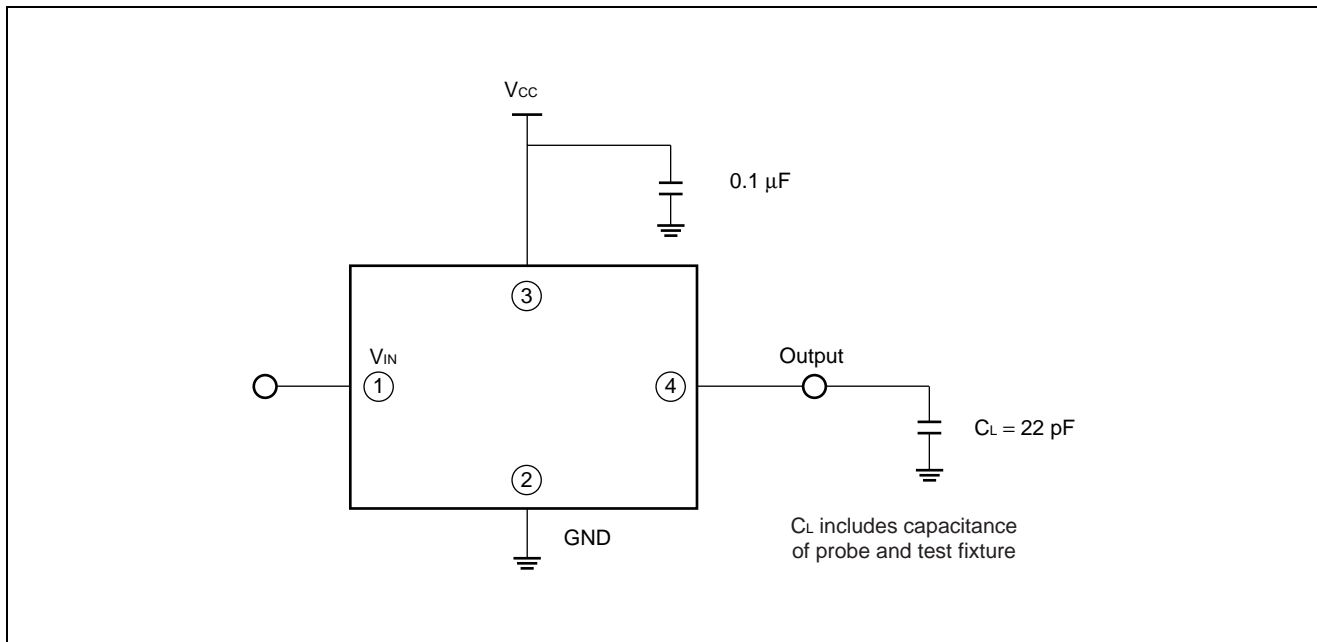 VCC
0.1 μF
3
VIN
1
4
Output
CL = 22 pF
2
GND
CL includes capacitance
of probe and test fixture